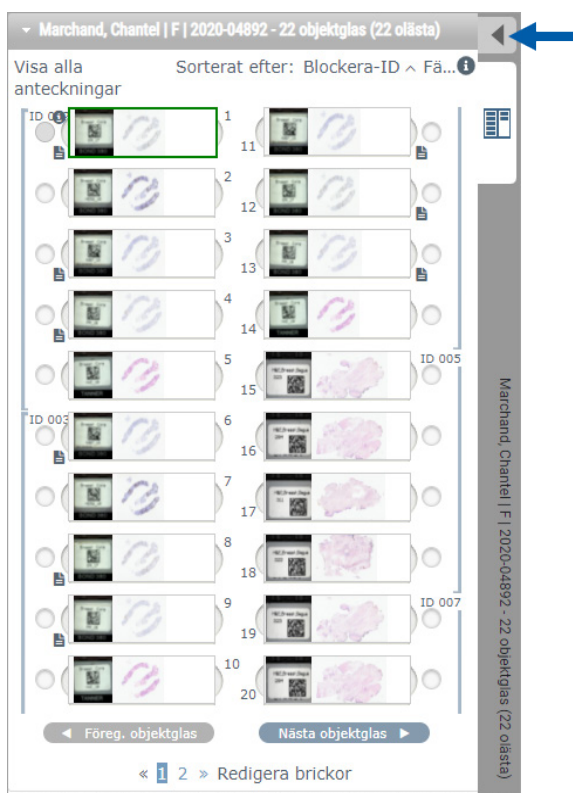 Marchand, Chantel | F | 2020-04892 - 22 objektglas (22 olästa)
Visa alla anteckningar
Sorterat efter: Blockera-ID ^ Fä...
1
11
2
12
3
13
4
14
5
ID 005
15
ID 003
6
16
7
17
8
18
9
ID 007
19
10
20
Föreg. objektglas
Nästa objektglas
« 1 2 » Redigera brickor
Marchand, Chantel | F | 2020-04892 - 22 objektglas (22 olästa)